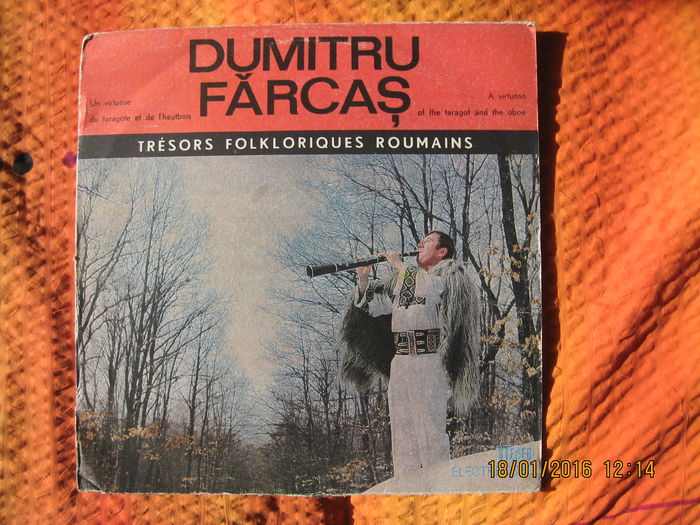 DUMITRU
FĂRCAȘ
Un virtuose
du taragote et de l'hautbois
A virtuoso
of the taragot and the oboe
TRÉSORS FOLKLORIQUES ROUMAINS
STEREO
ELECT
18/01/2016 12:14